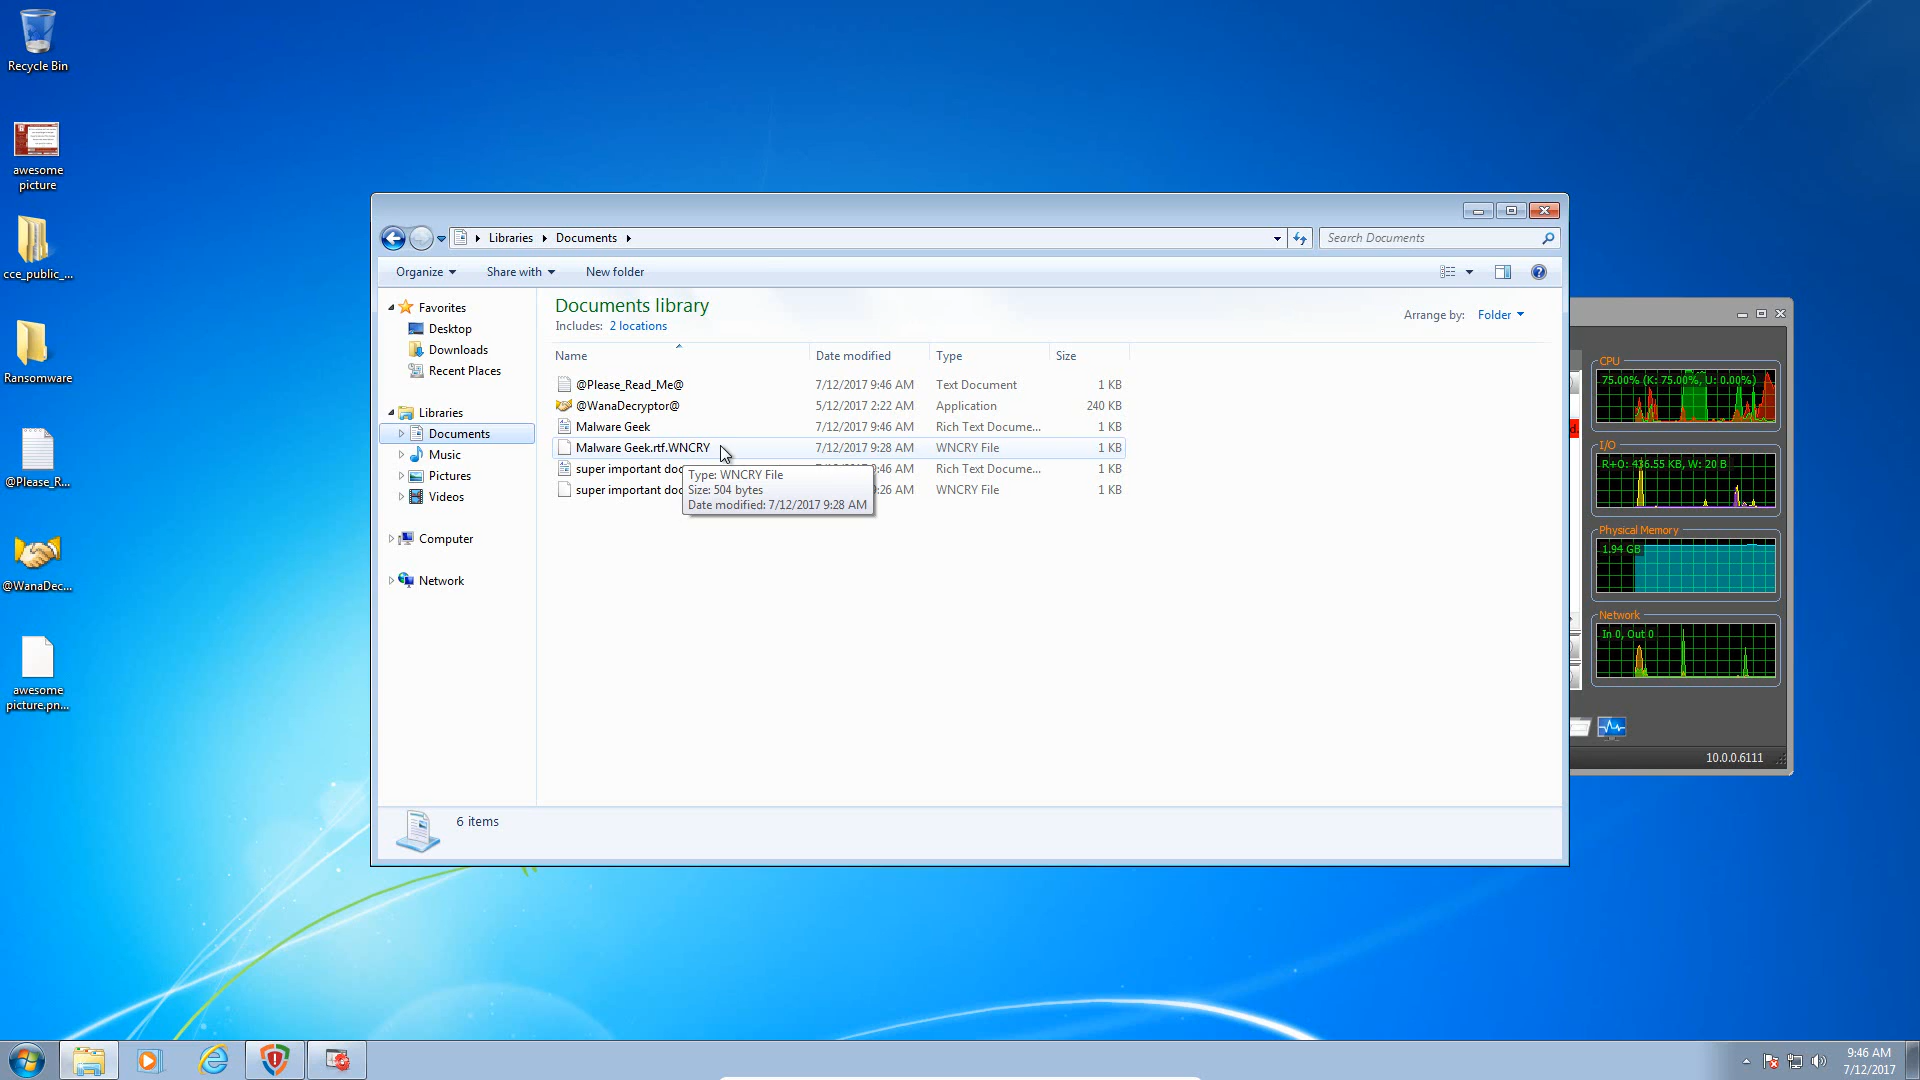 Recycle Bin
awesome
picture
cce_public_...
Ransomware
@Please_R...
@WanaDec...
awesome
picture.pn...
Libraries
Documents
Search Documents
Organize
Share with
New folder
Favorites
Desktop
Downloads
Recent Places
Libraries
Documents
Music
Pictures
Videos
Computer
Network
Documents library
Includes: 2 locations
Arrange by: Folder
Name Date modified Type Size
@Please_Read_Me@ 7/12/2017 9:46 AM Text Document 1 KB
@WanaDecryptor@ 5/12/2017 2:22 AM Application 240 KB
Malware Geek 7/12/2017 9:46 AM Rich Text Docume... 1 KB
Malware Geek.rtf.WNCRY 7/12/2017 9:28 AM WNCRY File 1 KB
super important doc 9:46 AM Rich Text Docume... 1 KB
super important doc 9:26 AM WNCRY File 1 KB
Type: WNCRY File
Size: 504 bytes
Date modified: 7/12/2017 9:28 AM
6 items
CPU
75.00% (K: 75.00%, U: 0.00%)
I/O
R+O: 436.55 KB, W: 20 B
Physical Memory
1.94 GB
Network
In 0, Out 0
10.0.0.6111
9:46 AM
7/12/2017